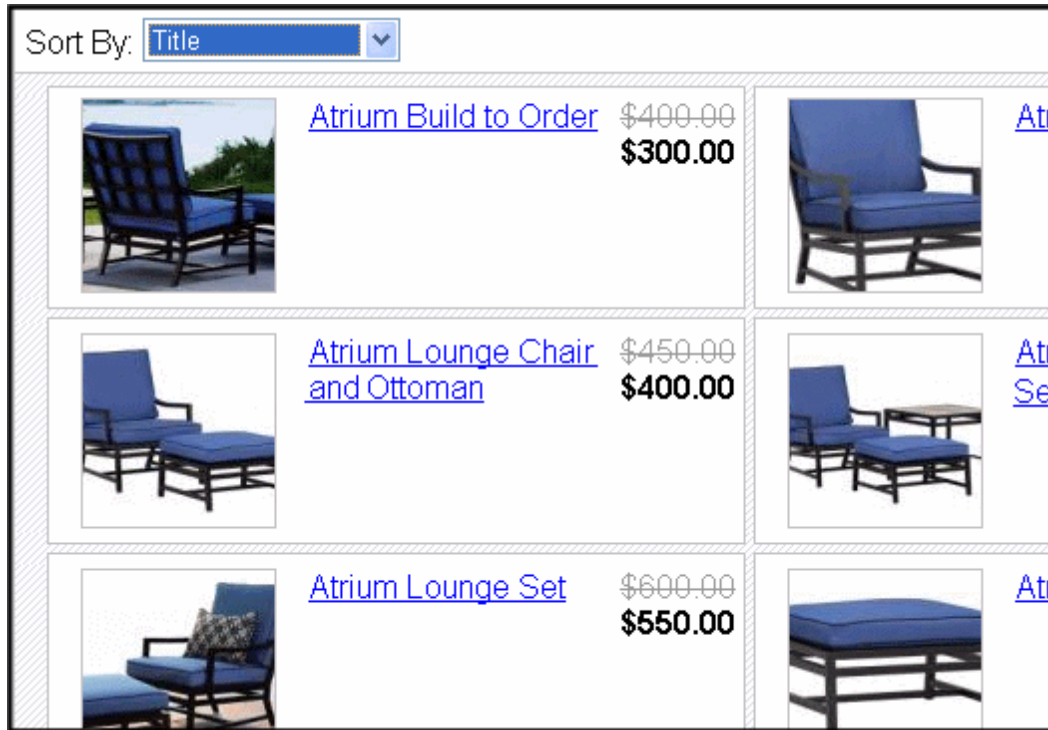 Sort By: Title
Atrium Build to Order $400.00
$300.00
Atrium Lounge Chair $450.00
and Ottoman $400.00
Atrium Lounge Set $600.00
$550.00